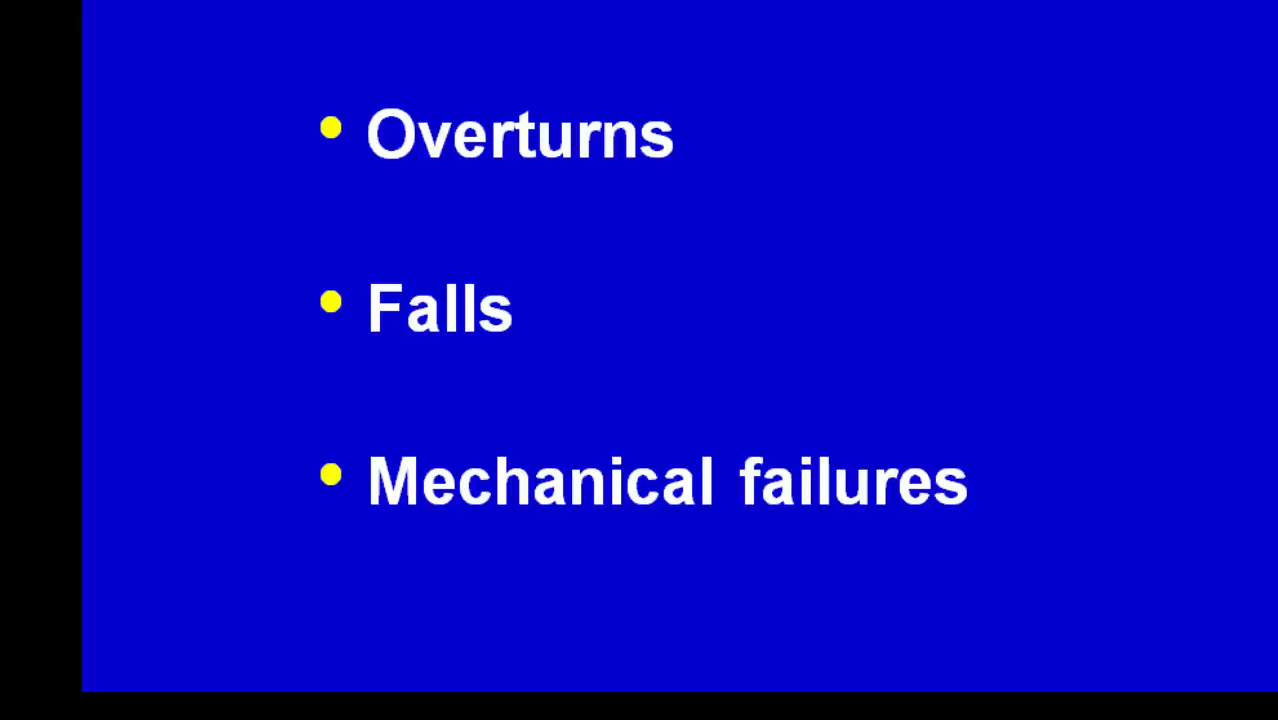 • Overturns
• Falls
• Mechanical failures